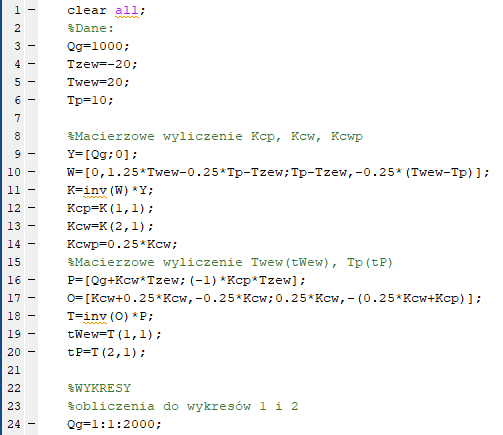 1 - clear all;
2 %Dane:
3 - Qg=1000;
4 - Tzew=-20;
5 - Twew=20;
6 - Tp=10;
7
8 %Macierzowe wyliczenie Kcp, Kcw, Kcwp
9 - Y=[Qg;0];
10 - W=[0,1.25*Twew-0.25*Tp-Tzew;Tp-Tzew,-0.25*(Twew-Tp)];
11 - K=inv(W)*Y;
12 - Kcp=K(1,1);
13 - Kcw=K(2,1);
14 - Kcwp=0.25*Kcw;
15 %Macierzowe wyliczenie Twew(tWew), Tp(tP)
16 - P=[Qg+Kcw*Tzew;(-1)*Kcp*Tzew];
17 - O=[Kcw+0.25*Kcw,-0.25*Kcw;0.25*Kcw,-(0.25*Kcw+Kcp)];
18 - T=inv(O)*P;
19 - tWew=T(1,1);
20 - tP=T(2,1);
21
22 %WYKRESY
23 %obliczenia do wykresów 1 i 2
24 - Qg=1:1:2000;